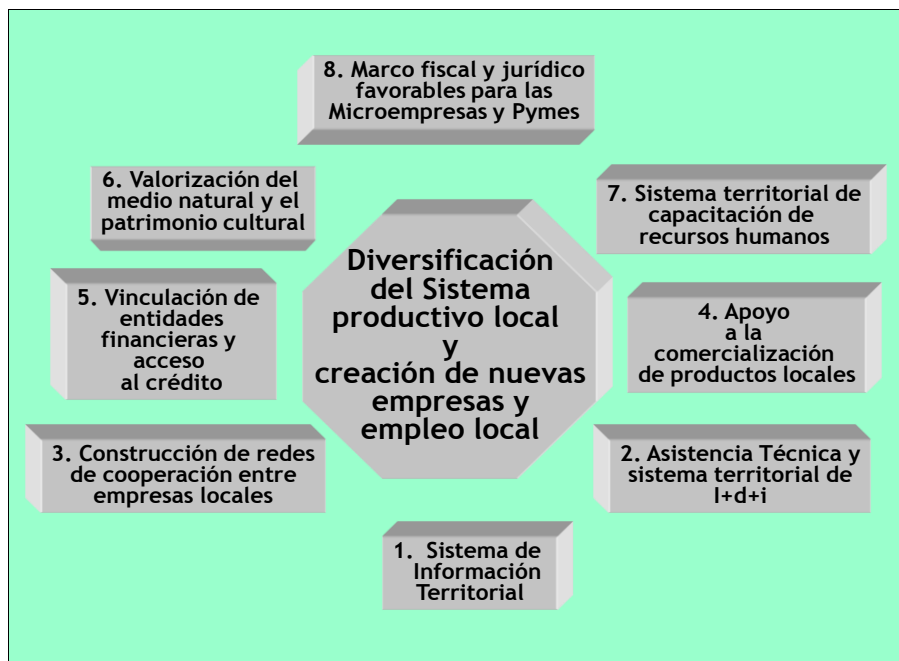 8. Marco fiscal y jurídico
favorables para las
Microempresas y Pymes
6. Valorización del
medio natural y el
patrimonio cultural
7. Sistema territorial de
capacitación de
recursos humanos
Diversificación
del Sistema
productivo local
y
creación de nuevas
empresas y
empleo local
5. Vinculación de
entidades
financieras y
acceso
al crédito
4. Apoyo
a la
comercialización
de productos locales
3. Construcción de redes
de cooperación entre
empresas locales
2. Asistencia Técnica y
sistema territorial de
I+d+i
1. Sistema de
Información
Territorial